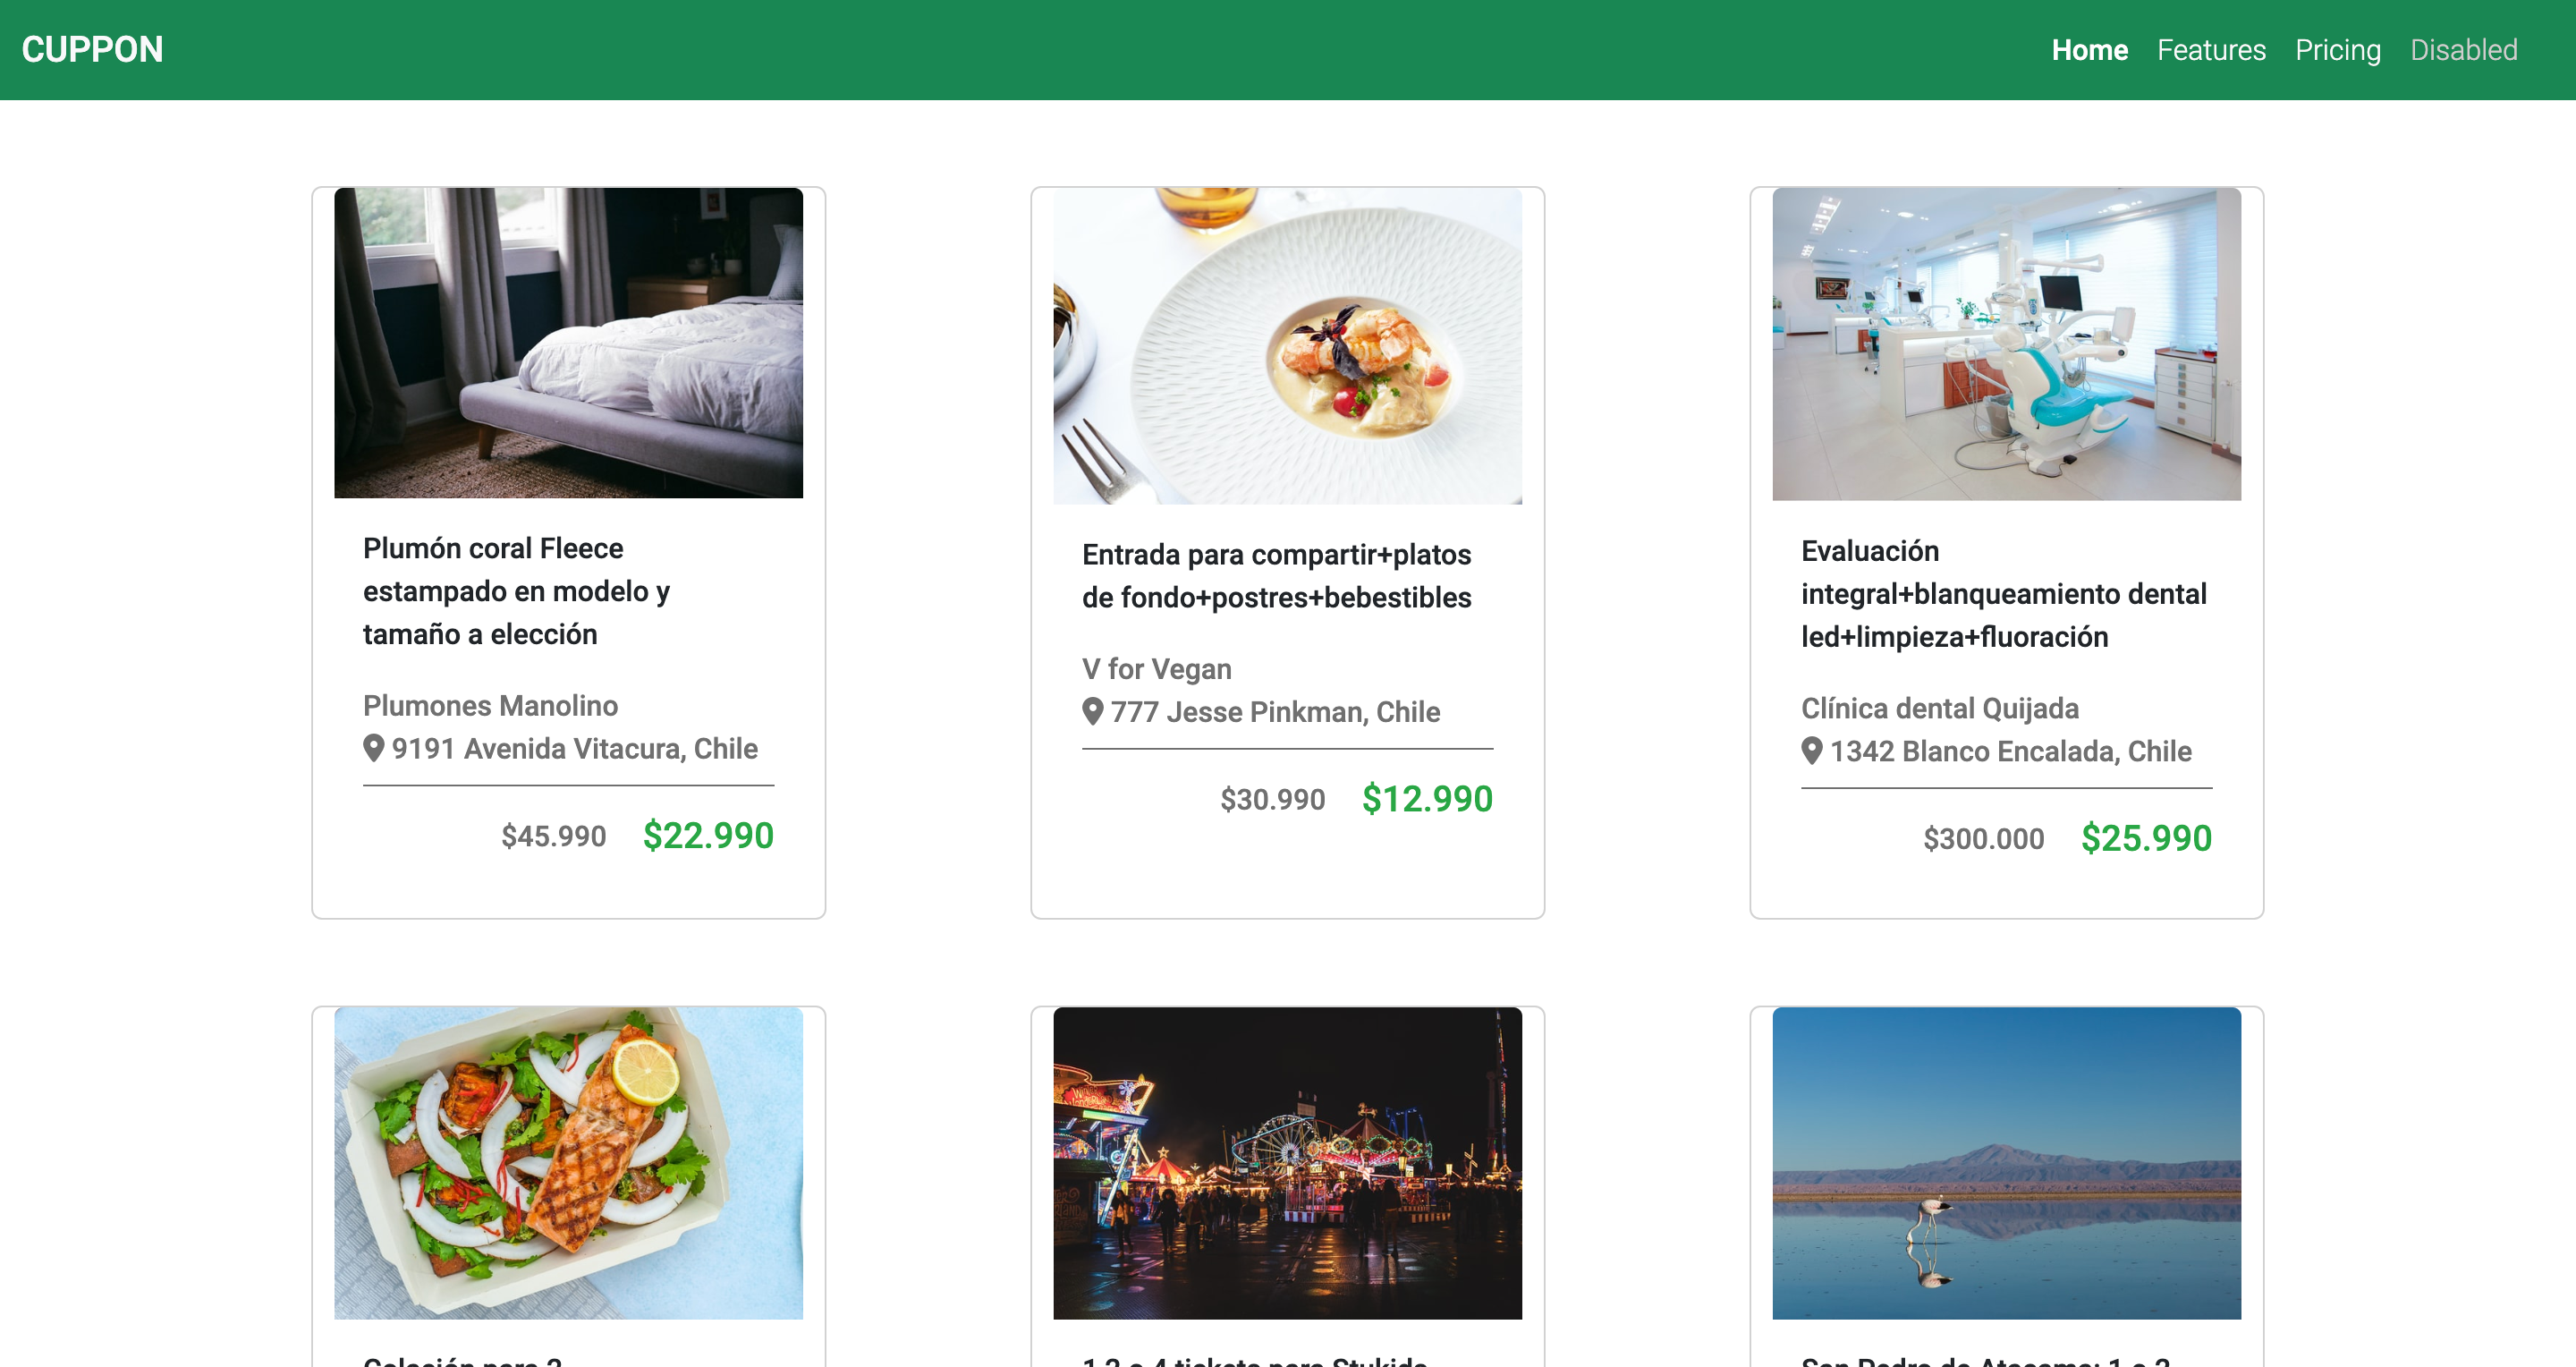 CUPPON
Home Features Pricing Disabled
Plumón coral Fleece
estampado en modelo y
tamaño a elección
Plumones Manolino
9191 Avenida Vitacura, Chile
$45.990 $22.990
Entrada para compartir+platos
de fondo+postres+bebestibles
V for Vegan
777 Jesse Pinkman, Chile
$30.990 $12.990
Evaluación
integral+blanqueamiento dental
led+limpieza+fluoración
Clínica dental Quijada
1342 Blanco Encalada, Chile
$300.000 $25.990